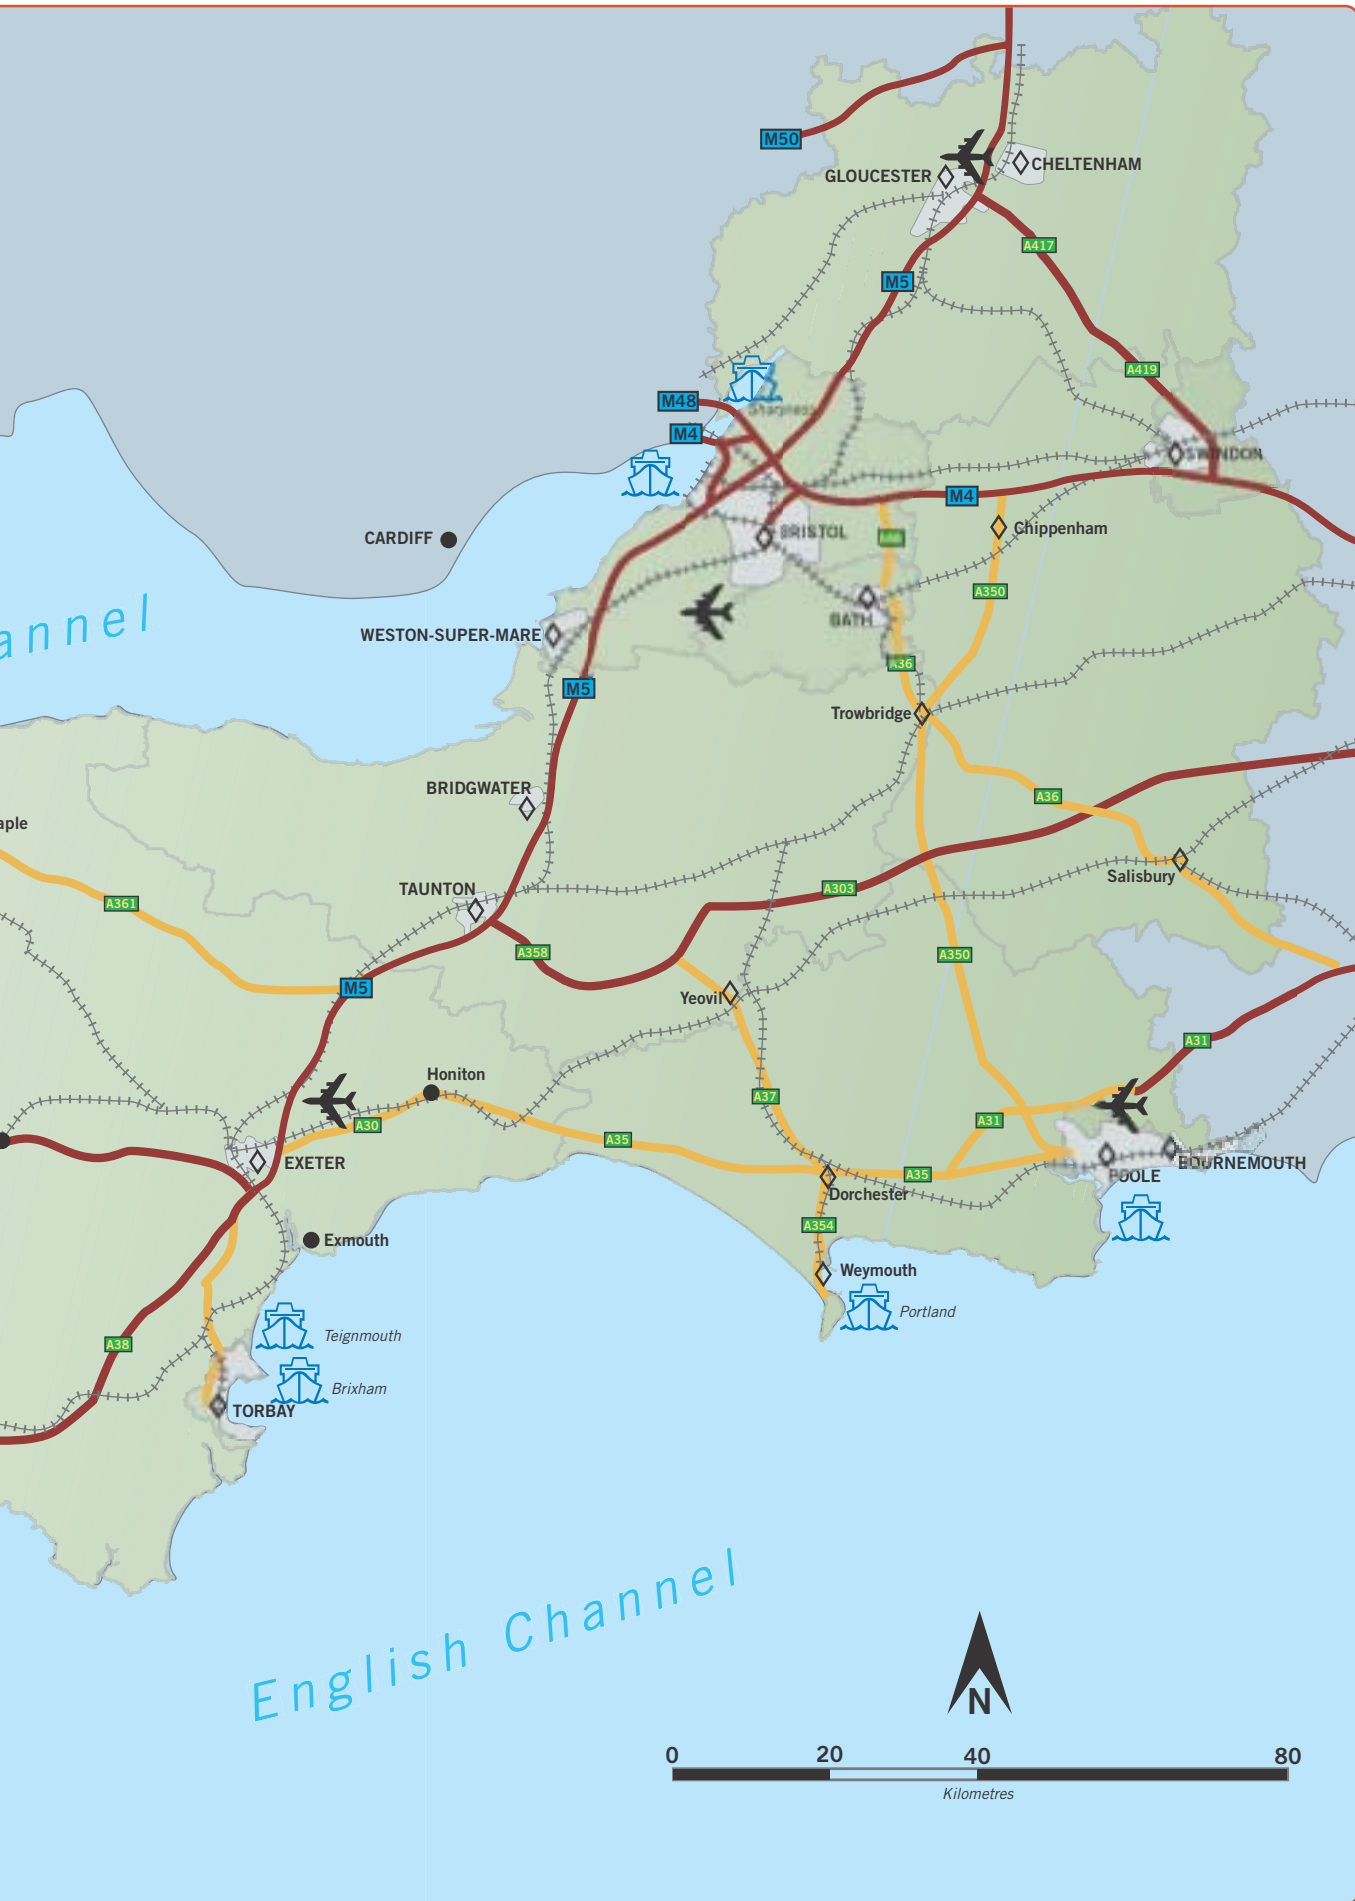 M50
GLOUCESTER
CHELTENHAM
A417
M5
A419
M48
Sharpness
M4
SWINDON
M4
CARDIFF
BRISTOL
Chippenham
A350
annel
BATH
WESTON-SUPER-MARE
A36
M5
Trowbridge
BRIDGWATER
A36
aple
Salisbury
TAUNTON
A303
A361
A358
A350
M5
Yeovil
A31
Honiton
A37
A30
A31
A35
EXETER
BOURNEMOUTH
POOLE
A35
Dorchester
A354
Exmouth
Weymouth
Portland
Teignmouth
A38
Brixham
TORBAY
English Channel
N
0 20 40 80
Kilometres